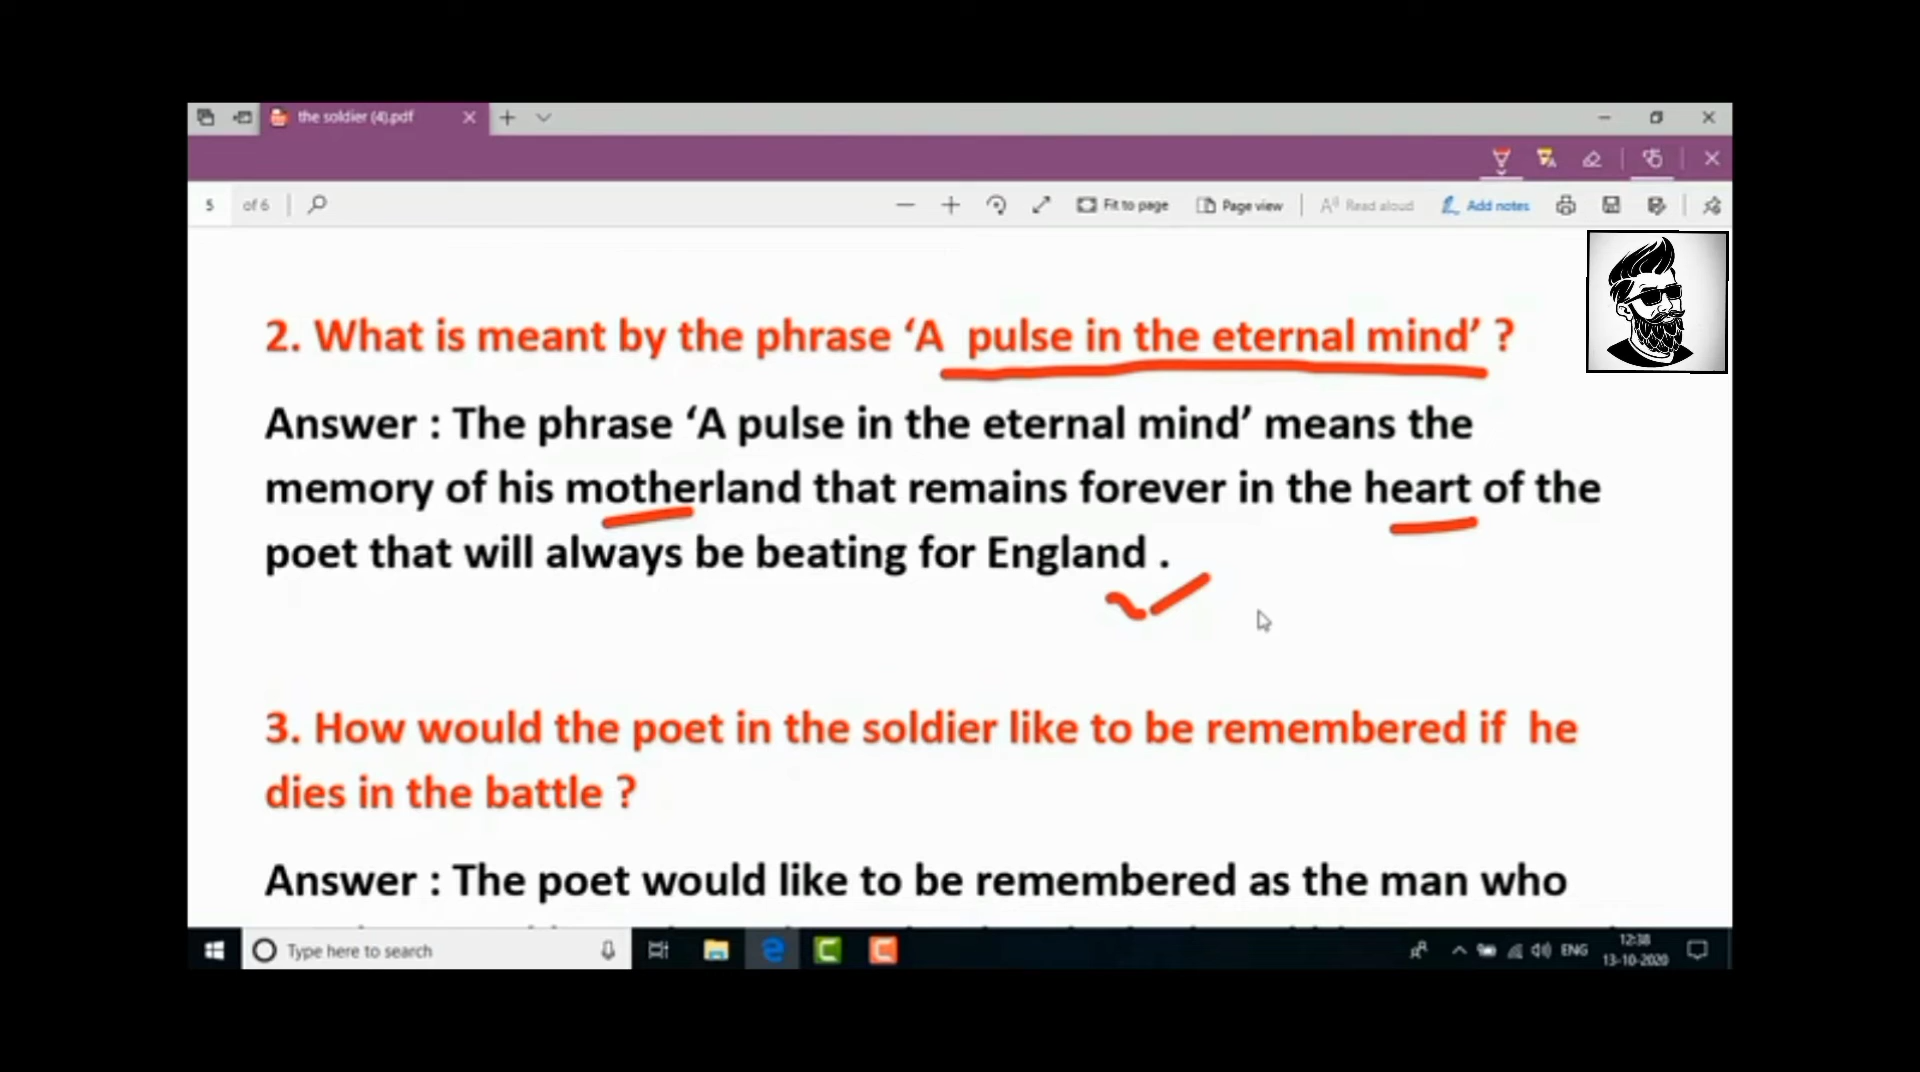 the soldier (4).pdf
5 of 6
Fit to page
Page view
Read aloud
Add notes
2. What is meant by the phrase ‘A pulse in the eternal mind’ ?
Answer : The phrase ‘A pulse in the eternal mind’ means the
memory of his motherland that remains forever in the heart of the
poet that will always be beating for England .
3. How would the poet in the soldier like to be remembered if he
dies in the battle ?
Answer : The poet would like to be remembered as the man who
Type here to search
ENG
12:38
13-10-2020